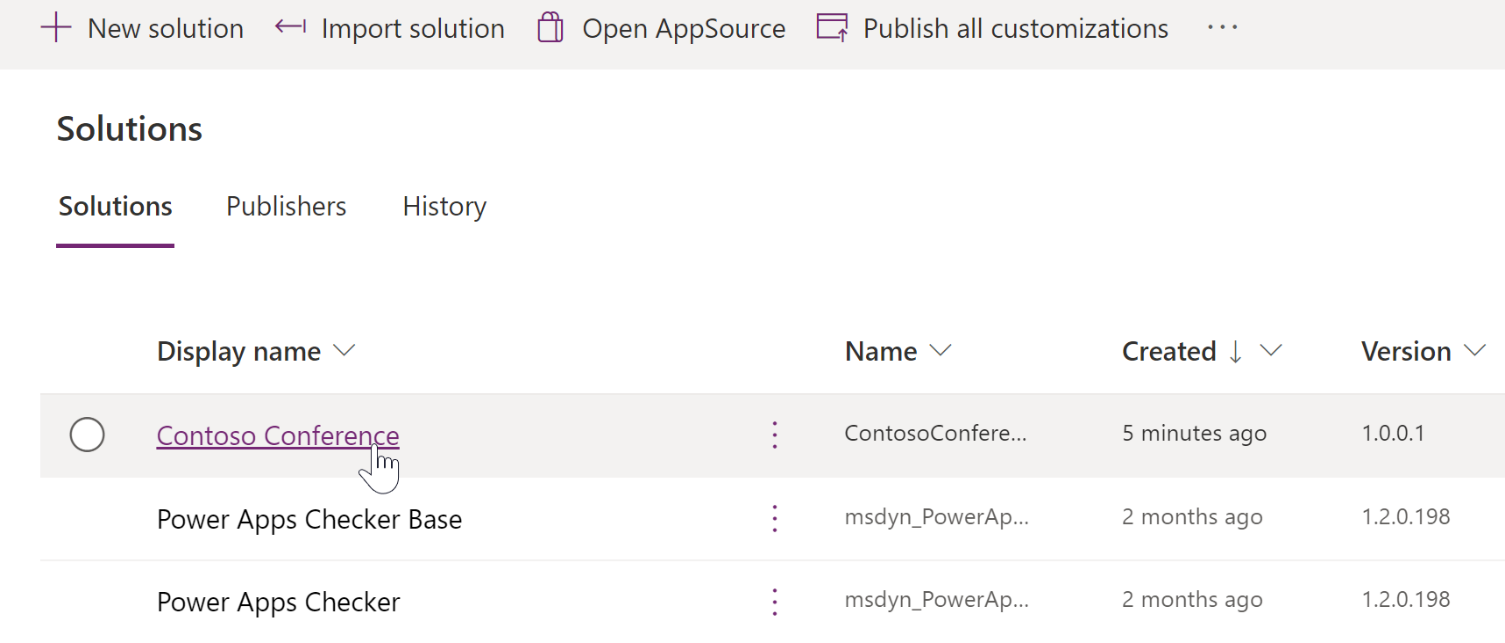 New solution Import solution Open AppSource Publish all customizations ...
Solutions
Solutions Publishers History
Display name Name Created Version
Contoso Conference ContosoConfere... 5 minutes ago 1.0.0.1
Power Apps Checker Base msdyn_PowerAp... 2 months ago 1.2.0.198
Power Apps Checker msdyn_PowerAp... 2 months ago 1.2.0.198